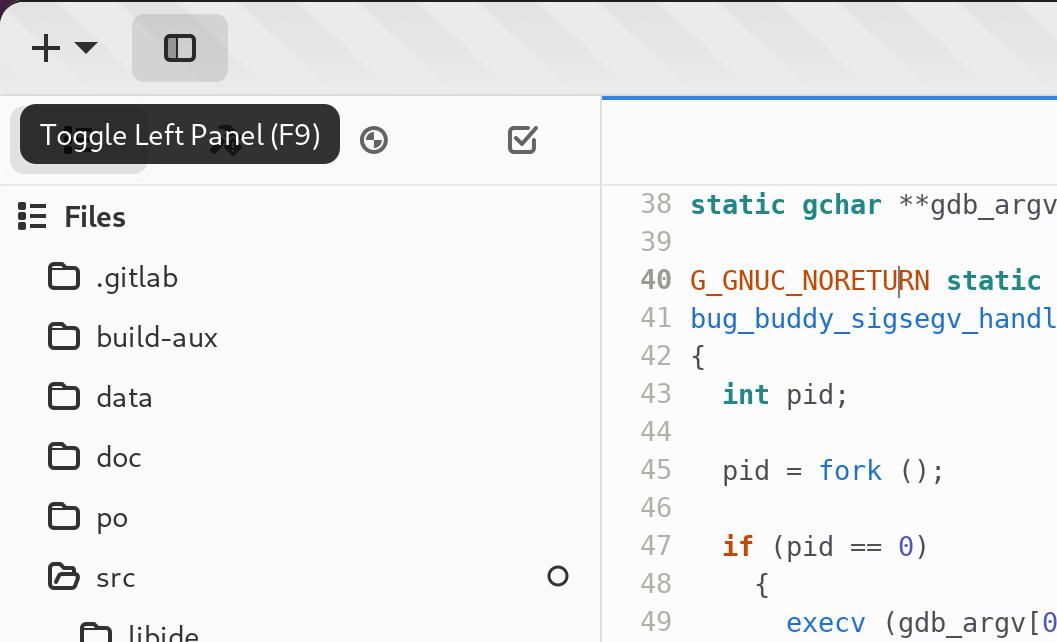 Toggle Left Panel (F9)
Files
.gitlab
build-aux
data
doc
po
src
libide
38 static gchar **gdb_argv
39
40 G_GNUC_NORETURN static
41 bug_buddy_sigsegv_handl
42 {
43 int pid;
44
45 pid = fork ();
46
47 if (pid == 0)
48 {
49 execv (gdb_argv[0